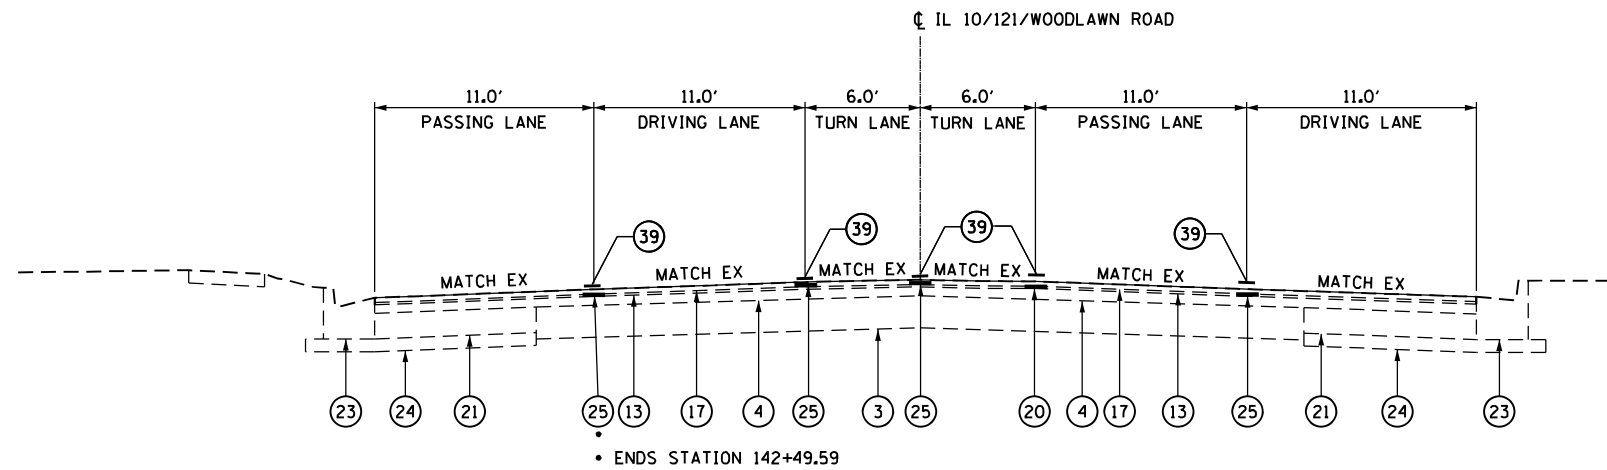 ℄ IL 10/121/WOODLAWN ROAD
11.0' 11.0' 6.0' 6.0' 11.0' 11.0'
PASSING LANE DRIVING LANE TURN LANE TURN LANE PASSING LANE DRIVING LANE
39 39 39 39
MATCH EX MATCH EX MATCH EX MATCH EX MATCH EX MATCH EX
23 24 21 25 13 17 4 25 3 25 20 4 17 13 25 21 24 23
•
• ENDS STATION 142+49.59